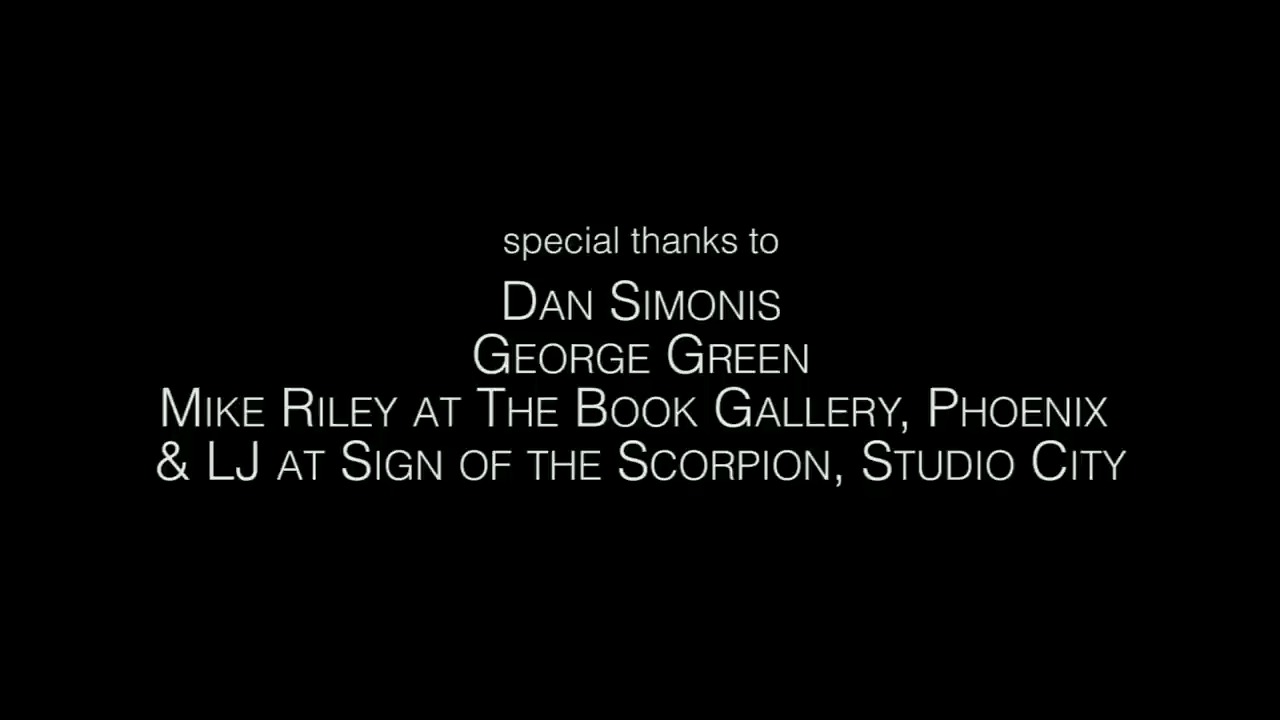 special thanks to
DAN SIMONIS
GEORGE GREEN
MIKE RILEY AT THE BOOK GALLERY, PHOENIX
& LJ AT SIGN OF THE SCORPION, STUDIO CITY